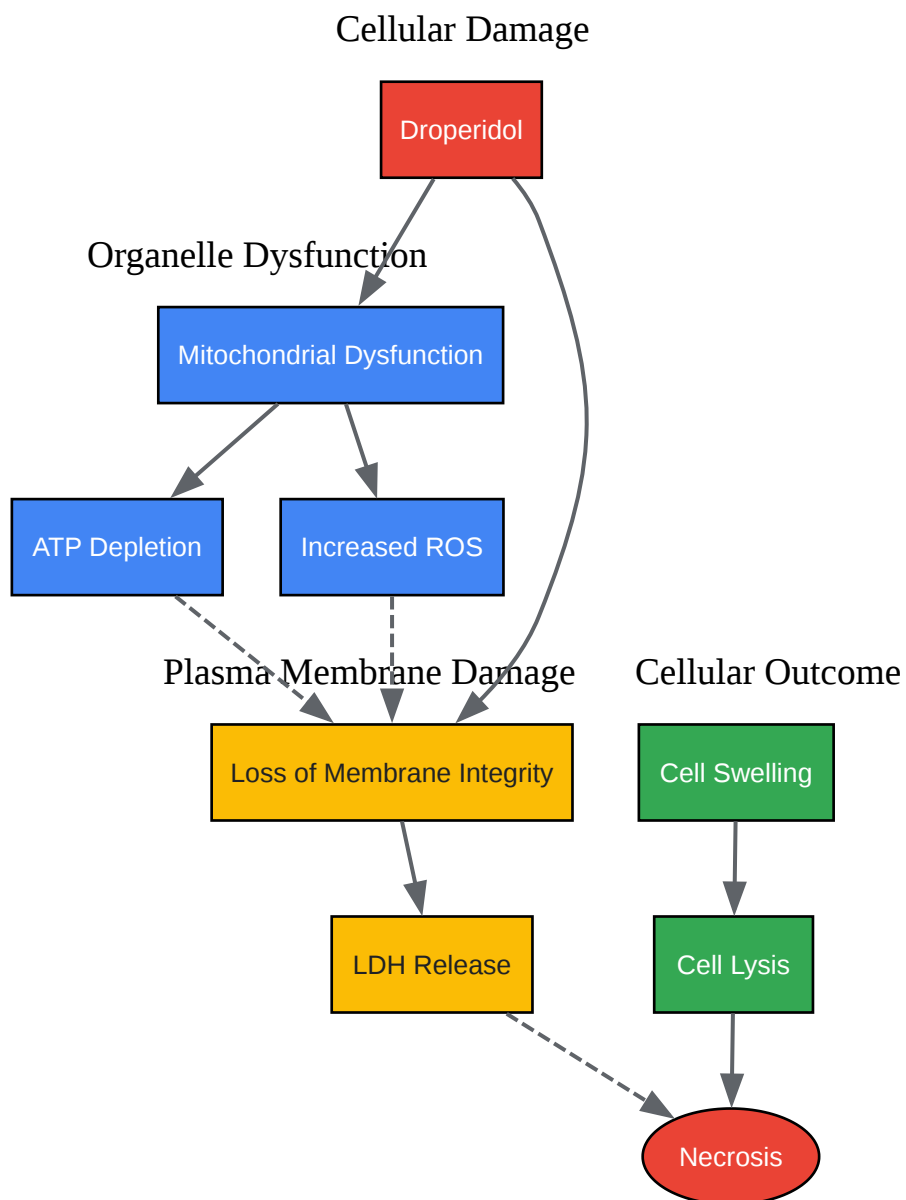 Cellular Damage
Droperidol
Organelle Dysfunction
Mitochondrial Dysfunction
ATP Depletion
Increased ROS
Plasma Membrane Damage
Cellular Outcome
Loss of Membrane Integrity
Cell Swelling
LDH Release
Cell Lysis
Necrosis